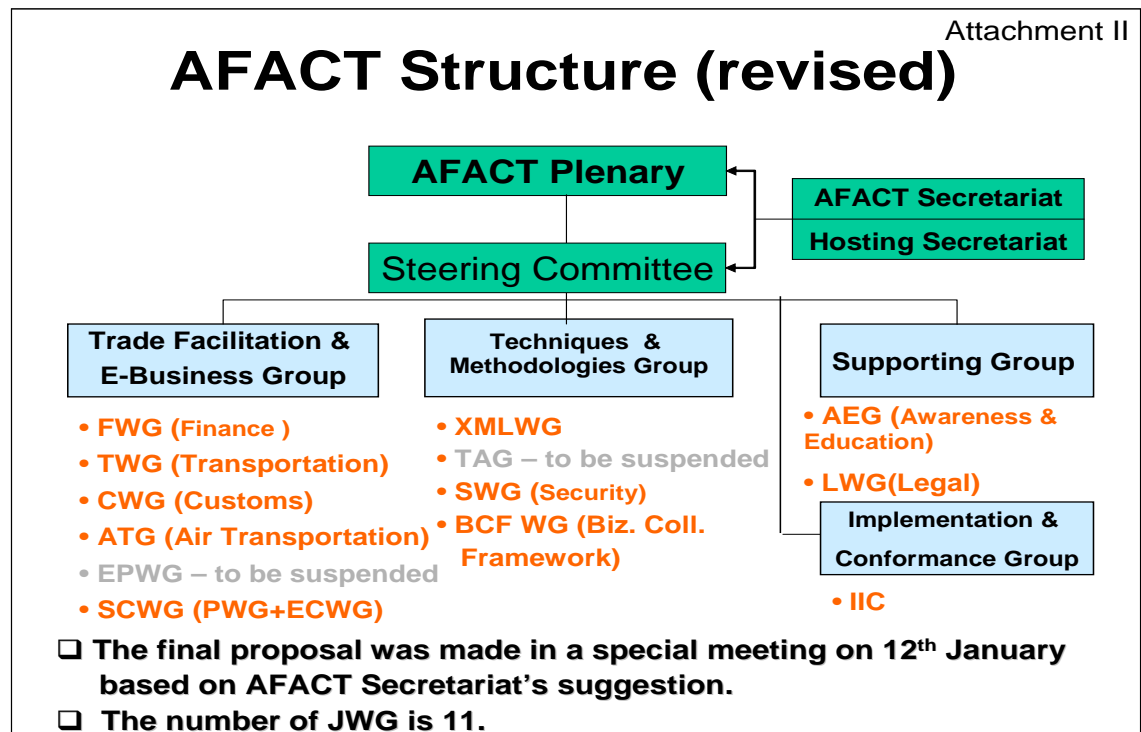 Attachment II
AFACT Structure (revised)
AFACT Plenary
AFACT Secretariat
Hosting Secretariat
Steering Committee
Trade Facilitation &
E-Business Group
• FWG (Finance )
• TWG (Transportation)
• CWG (Customs)
• ATG (Air Transportation)
• EPWG – to be suspended
• SCWG (PWG+ECWG)
Techniques &
Methodologies Group
• XMLWG
• TAG – to be suspended
• SWG (Security)
• BCF WG (Biz. Coll.
Framework)
Supporting Group
• AEG (Awareness &
Education)
• LWG(Legal)
Implementation &
Conformance Group
• IIC
❑ The final proposal was made in a special meeting on 12th January
based on AFACT Secretariat's suggestion.
❑ The number of JWG is 11.